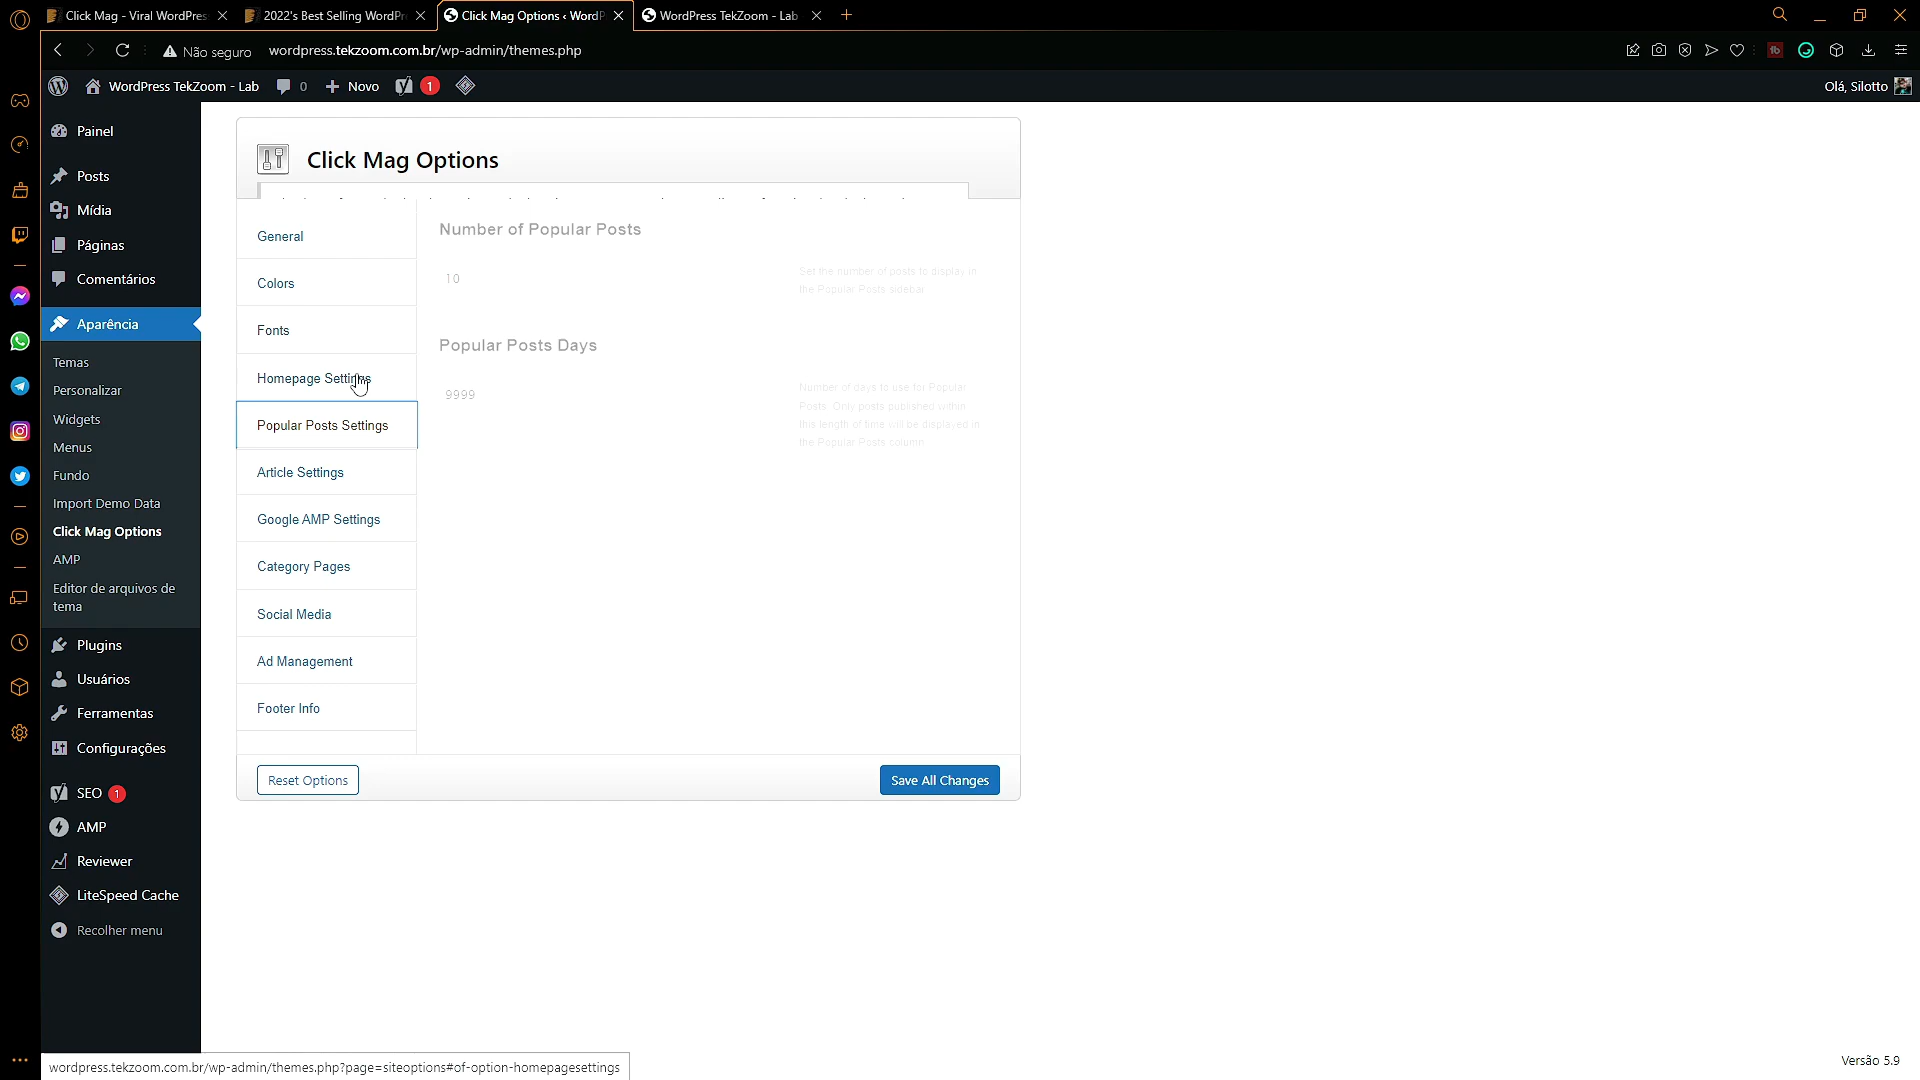 Click Mag - Viral WordPres
2022's Best Selling WordPr
Click Mag Options ‹ WordP
WordPress TekZoom - Lab
Não seguro
wordpress.tekzoom.com.br/wp-admin/themes.php
WordPress TekZoom - Lab
0
Novo
1
Olá, Silotto
Painel
Posts
Mídia
Páginas
Comentários
Aparência
Temas
Personalizar
Widgets
Menus
Fundo
Import Demo Data
Click Mag Options
AMP
Editor de arquivos de
tema
Plugins
Usuários
Ferramentas
Configurações
SEO 1
AMP
Reviewer
LiteSpeed Cache
Recolher menu
Click Mag Options
General
Colors
Fonts
Homepage Settings
Popular Posts Settings
Article Settings
Google AMP Settings
Category Pages
Social Media
Ad Management
Footer Info
Number of Popular Posts
10
Set the number of posts to display in
the Popular Posts sidebar.
Popular Posts Days
9999
Number of days to use for Popular
Posts. Only posts published within
this length of time will be displayed in
the Popular Posts column.
Reset Options
Save All Changes
Versão 5.9
wordpress.tekzoom.com.br/wp-admin/themes.php?page=siteoptions#of-option-homepagesettings